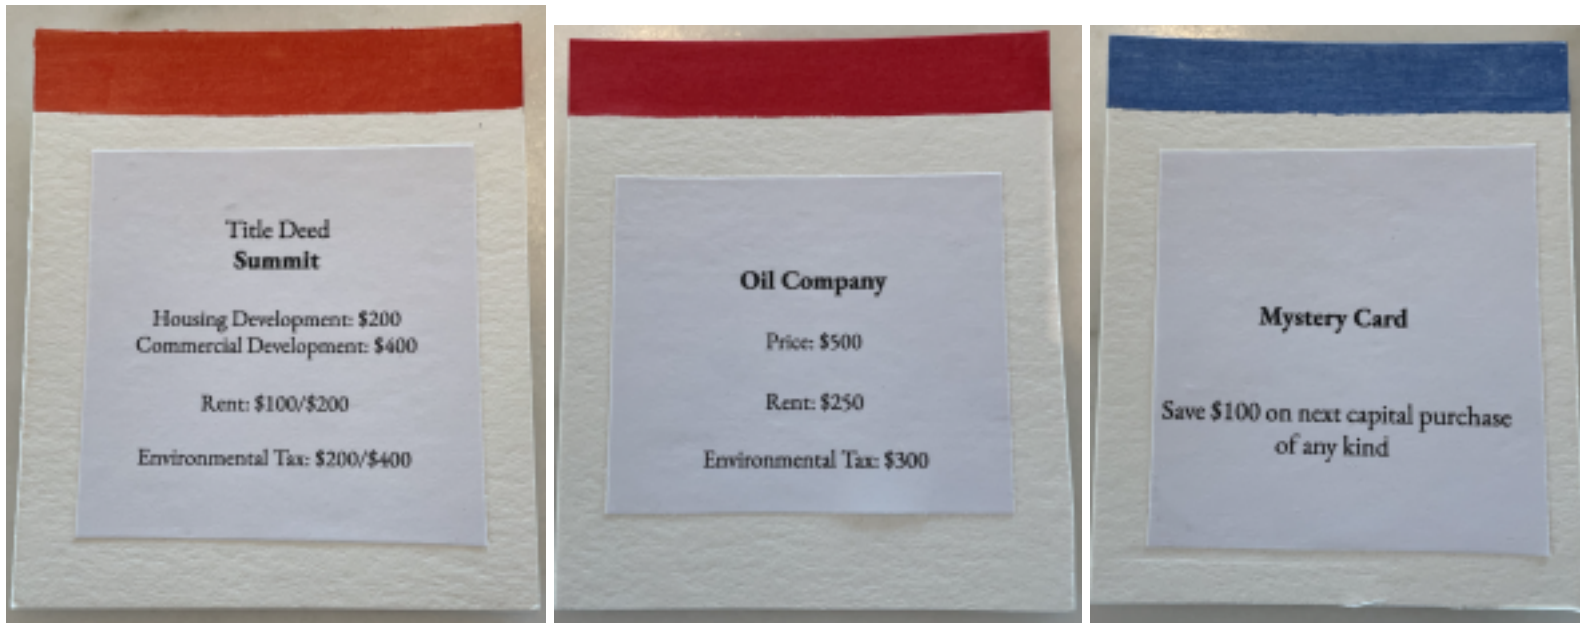 Title Deed
Summit
Housing Development: $200
Commercial Development: $400
Rent: $100/$200
Environmental Tax: $200/$400
Oil Company
Price: $500
Rent: $250
Environmental Tax: $300
Mystery Card
Save $100 on next capital purchase
of any kind